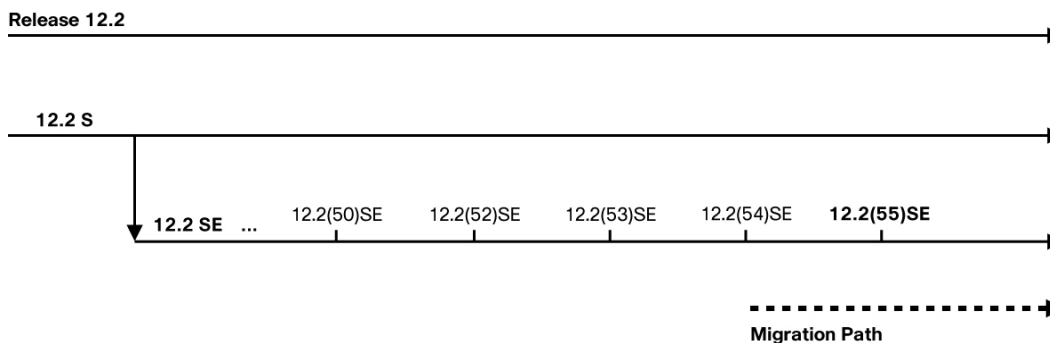 Release 12.2
12.2 S
12.2 SE ... 12.2(50)SE 12.2(52)SE 12.2(53)SE 12.2(54)SE 12.2(55)SE
Migration Path